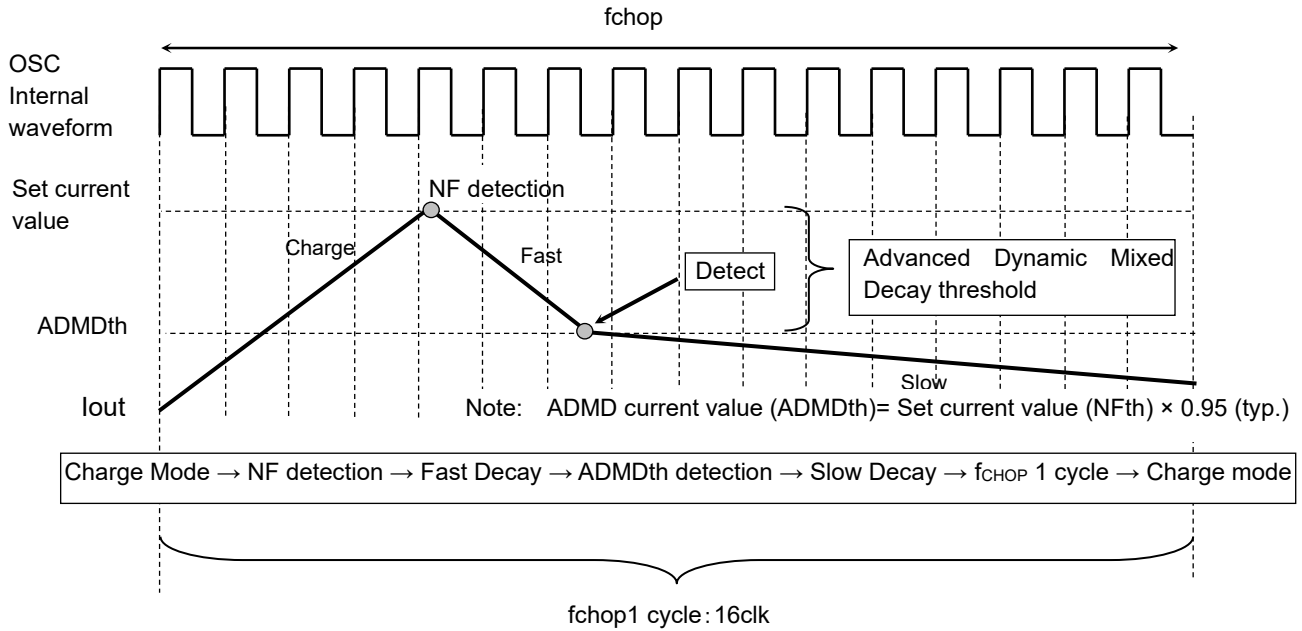 fchop
OSC
Internal
waveform
Set current
value
NF detection
Charge
Fast
Detect
Advanced Dynamic Mixed
Decay threshold
ADMDth
Slow
Iout
Note: ADMD current value (ADMDth)= Set current value (NFth) × 0.95 (typ.)
Charge Mode → NF detection → Fast Decay → ADMDth detection → Slow Decay → fCHOP 1 cycle → Charge mode
fchop1 cycle:16clk